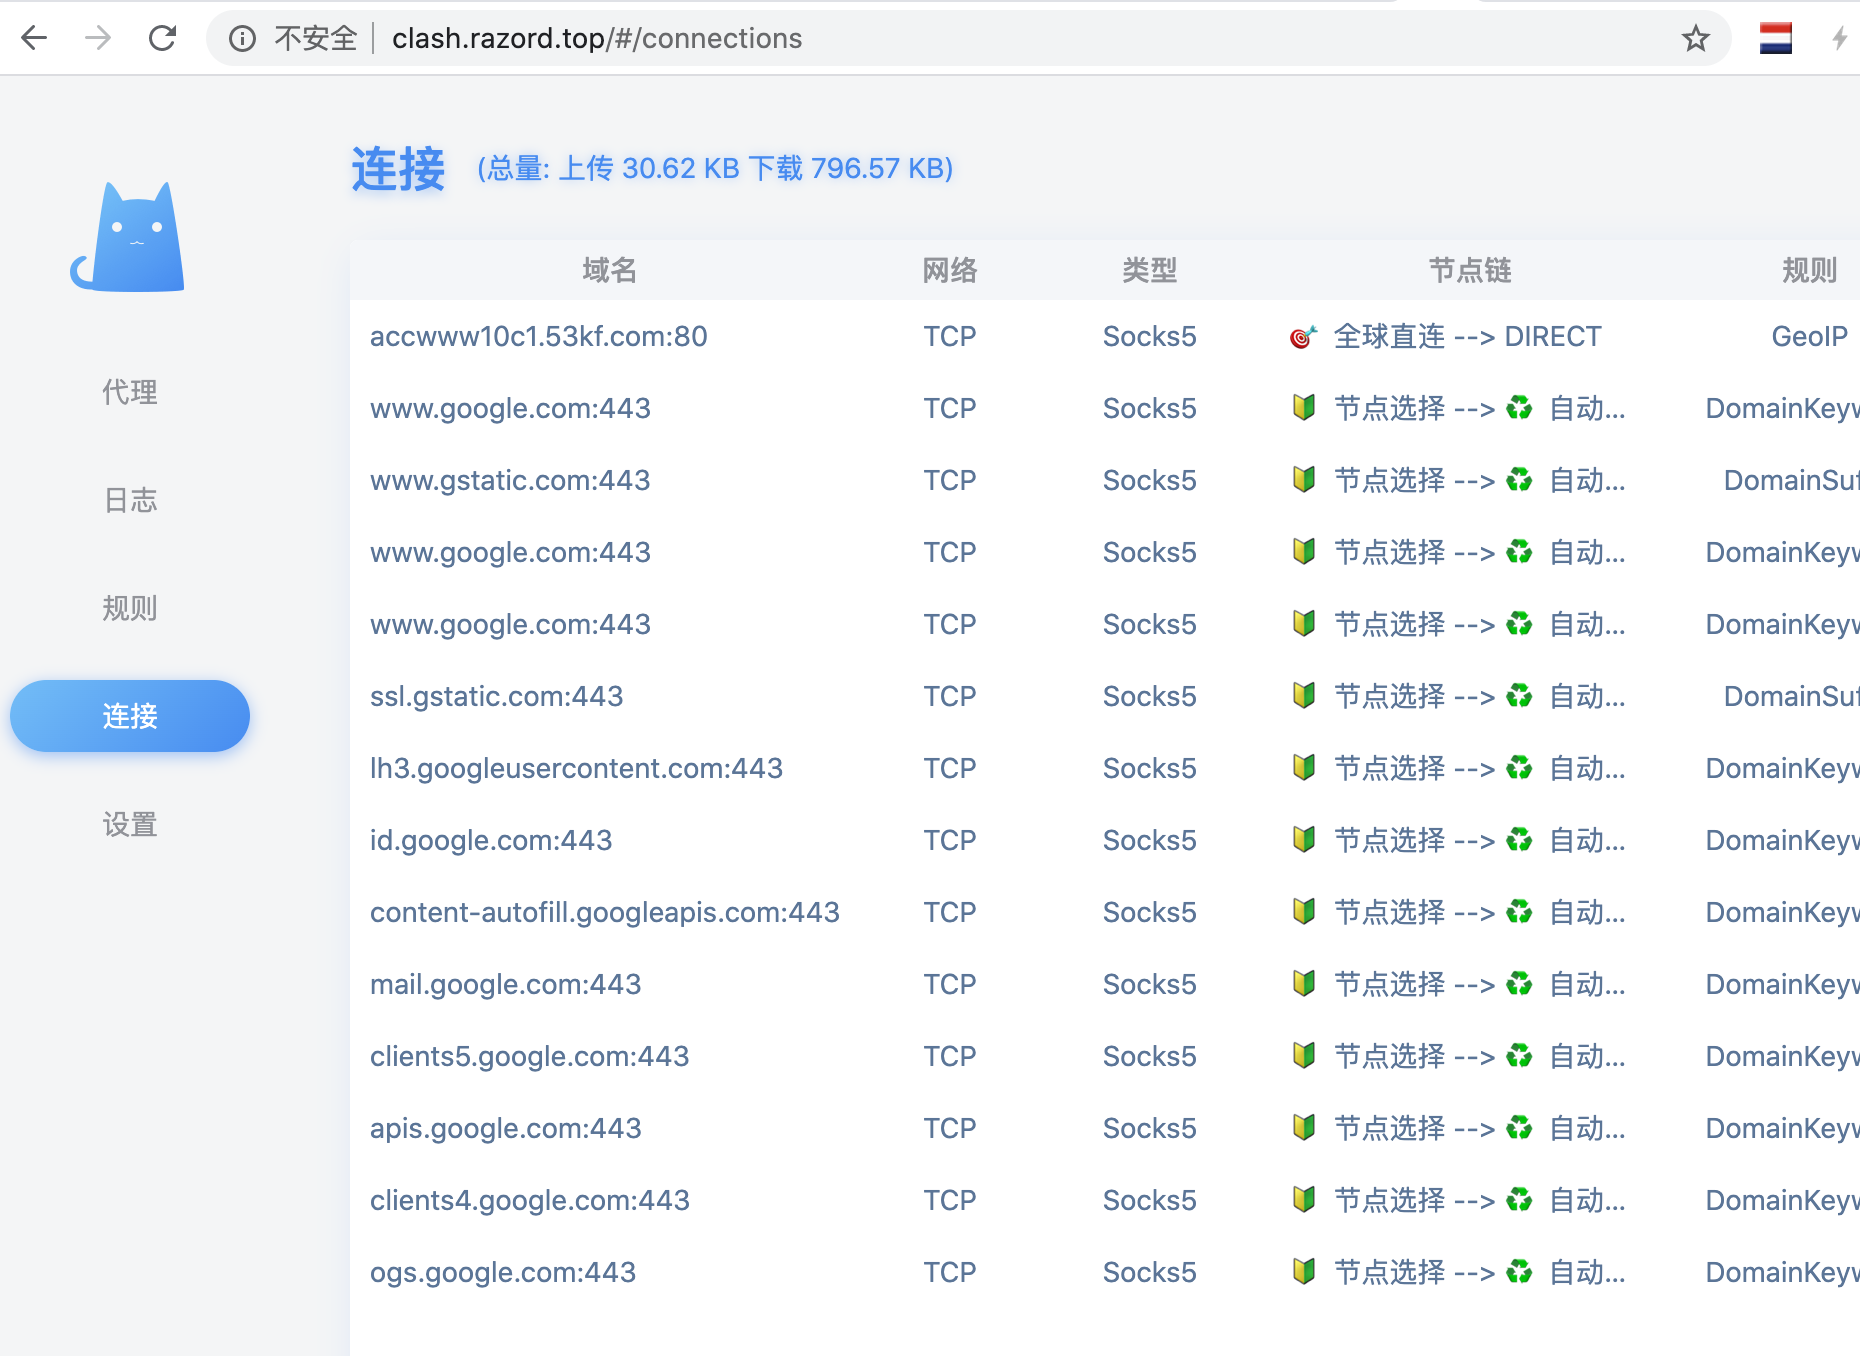 不安全 clash.razord.top/#/connections
连接 (总量: 上传 30.62 KB 下载 796.57 KB)
域名 网络 类型 节点链 规则
accwww10c1.53kf.com:80 TCP Socks5 🎯 全球直连 --> DIRECT GeoIP
代理
www.google.com:443 TCP Socks5 🔰 节点选择 --> ♻️ 自动... DomainKeyw
www.gstatic.com:443 TCP Socks5 🔰 节点选择 --> ♻️ 自动... DomainSuf
日志
www.google.com:443 TCP Socks5 🔰 节点选择 --> ♻️ 自动... DomainKeyw
规则
www.google.com:443 TCP Socks5 🔰 节点选择 --> ♻️ 自动... DomainKeyw
ssl.gstatic.com:443 TCP Socks5 🔰 节点选择 --> ♻️ 自动... DomainSuf
连接
lh3.googleusercontent.com:443 TCP Socks5 🔰 节点选择 --> ♻️ 自动... DomainKeyw
设置
id.google.com:443 TCP Socks5 🔰 节点选择 --> ♻️ 自动... DomainKeyw
content-autofill.googleapis.com:443 TCP Socks5 🔰 节点选择 --> ♻️ 自动... DomainKeyw
mail.google.com:443 TCP Socks5 🔰 节点选择 --> ♻️ 自动... DomainKeyw
clients5.google.com:443 TCP Socks5 🔰 节点选择 --> ♻️ 自动... DomainKeyw
apis.google.com:443 TCP Socks5 🔰 节点选择 --> ♻️ 自动... DomainKeyw
clients4.google.com:443 TCP Socks5 🔰 节点选择 --> ♻️ 自动... DomainKeyw
ogs.google.com:443 TCP Socks5 🔰 节点选择 --> ♻️ 自动... DomainKeyw